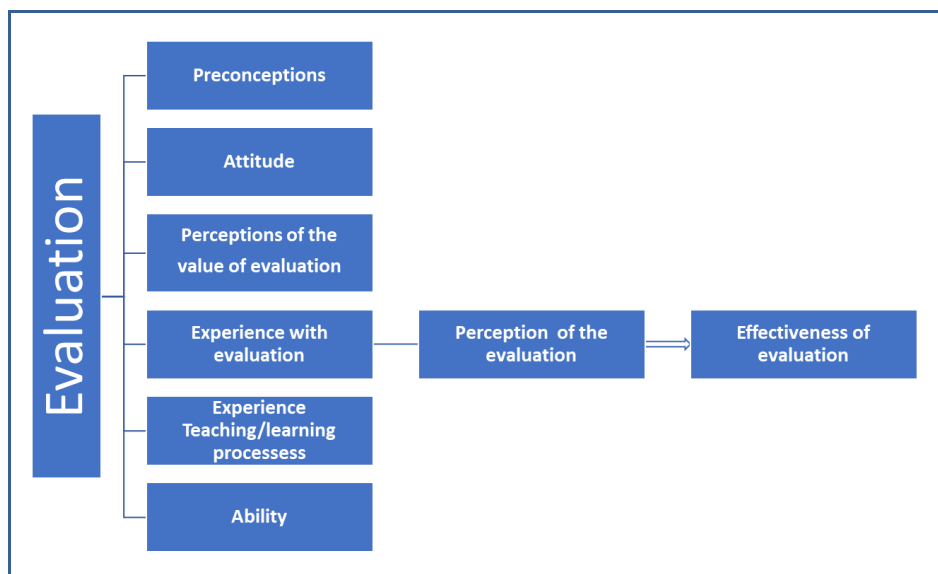 Evaluation
Preconceptions
Attitude
Perceptions of the
value of evaluation
Experience with
evaluation
Perception of the
evaluation
Effectiveness of
evaluation
Experience
Teaching/learning
processess
Ability